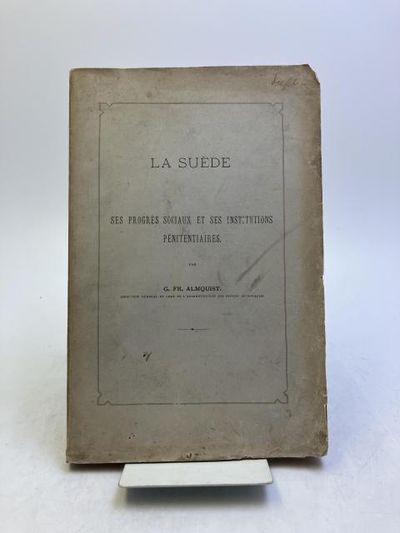 LA SUÈDE
SES PROGRÈS SOCIAUX ET SES INSTITUTIONS
PÉNITENTIAIRES.
PAR
G. FR. ALMQUIST.